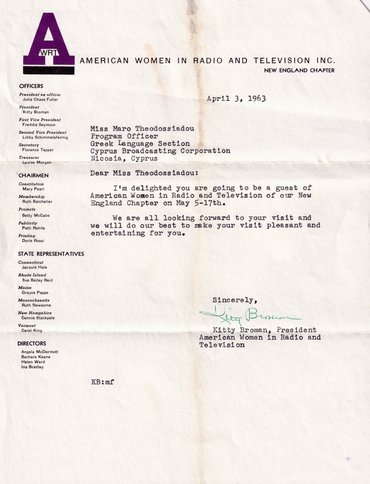 A
WRT
AMERICAN WOMEN IN RADIO AND TELEVISION INC.
NEW ENGLAND CHAPTER
OFFICERS
President ex officio
Julie Chase Fuller
President
Kitty Broman
First Vice President
Freddie Seymour
Second Vice President
Libby Schimmelpfennig
Secretary
Florence Tapper
Treasurer
Louise Morgan
CHAIRMEN
Constitution
Mary Pearl
Membership
Ruth Batcheller
Projects
Betty McCabe
Publicity
Patti Rohde
Printing
Doris Rossi
STATE REPRESENTATIVES
Connecticut
Jacquie Hale
Rhode Island
Sue Bailey Reid
Maine
Grayce Papps
Massachusetts
Ruth Newsome
New Hampshire
Connie Stackpole
Vermont
Carol King
DIRECTORS
Angela McDermott
Barbara Keane
Helen Ward
Ina Bradley
April 3, 1963
Miss Maro Theodossiadou
Program Officer
Greek Language Section
Cyprus Broadcasting Corporation
Nicosia, Cyprus
Dear Miss Theodossiadou:
I'm delighted you are going to be a guest of
American Women in Radio and Television of our New
England Chapter on May 5-17th.
We are all looking forward to your visit and
we will do our best to make your visit pleasant and
entertaining for you.
Sincerely,
Kitty Broman
Kitty Broman, President
American Women in Radio and
Television
KB:mf